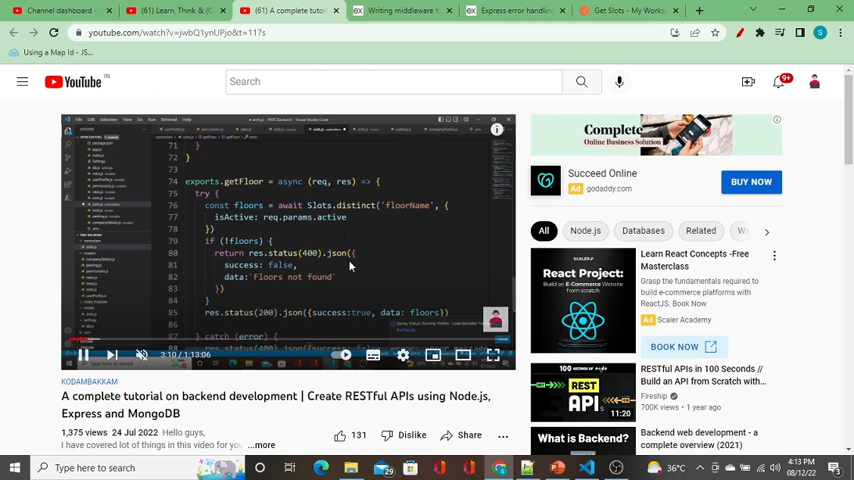 Channel dashboard -
(61) Learn, Think & (C
(61) A complete tutori
Writing middleware f
Express error handlin
Get Slots - My Works
youtube.com/watch?v=jwbQ1ynUPjo&t=117s
S
Using a Map Id - JS...
YouTube IN
Search
9+
71
72 }
73
74 exports.getFloor = async (req, res) => {
75 try {
76 const floors = await Slots.distinct('floorName', {
77 isActive: req.params.active
78 })
79 if (!floors) {
80 return res.status(400).json({
81 success: false,
82 data:`Floors not found`
83 })
84 }
85 res.status(200).json({success:true, data: floors})
86
87 } catch (error) {
88
3:10 / 1:13:06
KODAMBAKKAM
A complete tutorial on backend development | Create RESTful APIs using Node.js,
Express and MongoDB
1,375 views 24 Jul 2022 Hello guys,
I have covered lot of things in this video for you ...more
131
Dislike
Share
Complete
Online Business Solution
Succeed Online
Ad godaddy.com
BUY NOW
All
Node.js
Databases
Related
React Project:
Build an E-Commerce Website
from scratch
Learn React Concepts -Free
Masterclass
Grasp the fundamentals required
to build e-commerce platforms with
ReactJS. Book Now
Ad Scaler Academy
BOOK NOW
100 SECONDS OF
REST
APIs
11:20
RESTful APIs in 100 Seconds //
Build an API from Scratch with...
Fireship
700K views • 1 year ago
What is Backend?
Backend web development - a
complete overview (2021)
Type here to search
29
36°C
4:13 PM
08/12/22
3